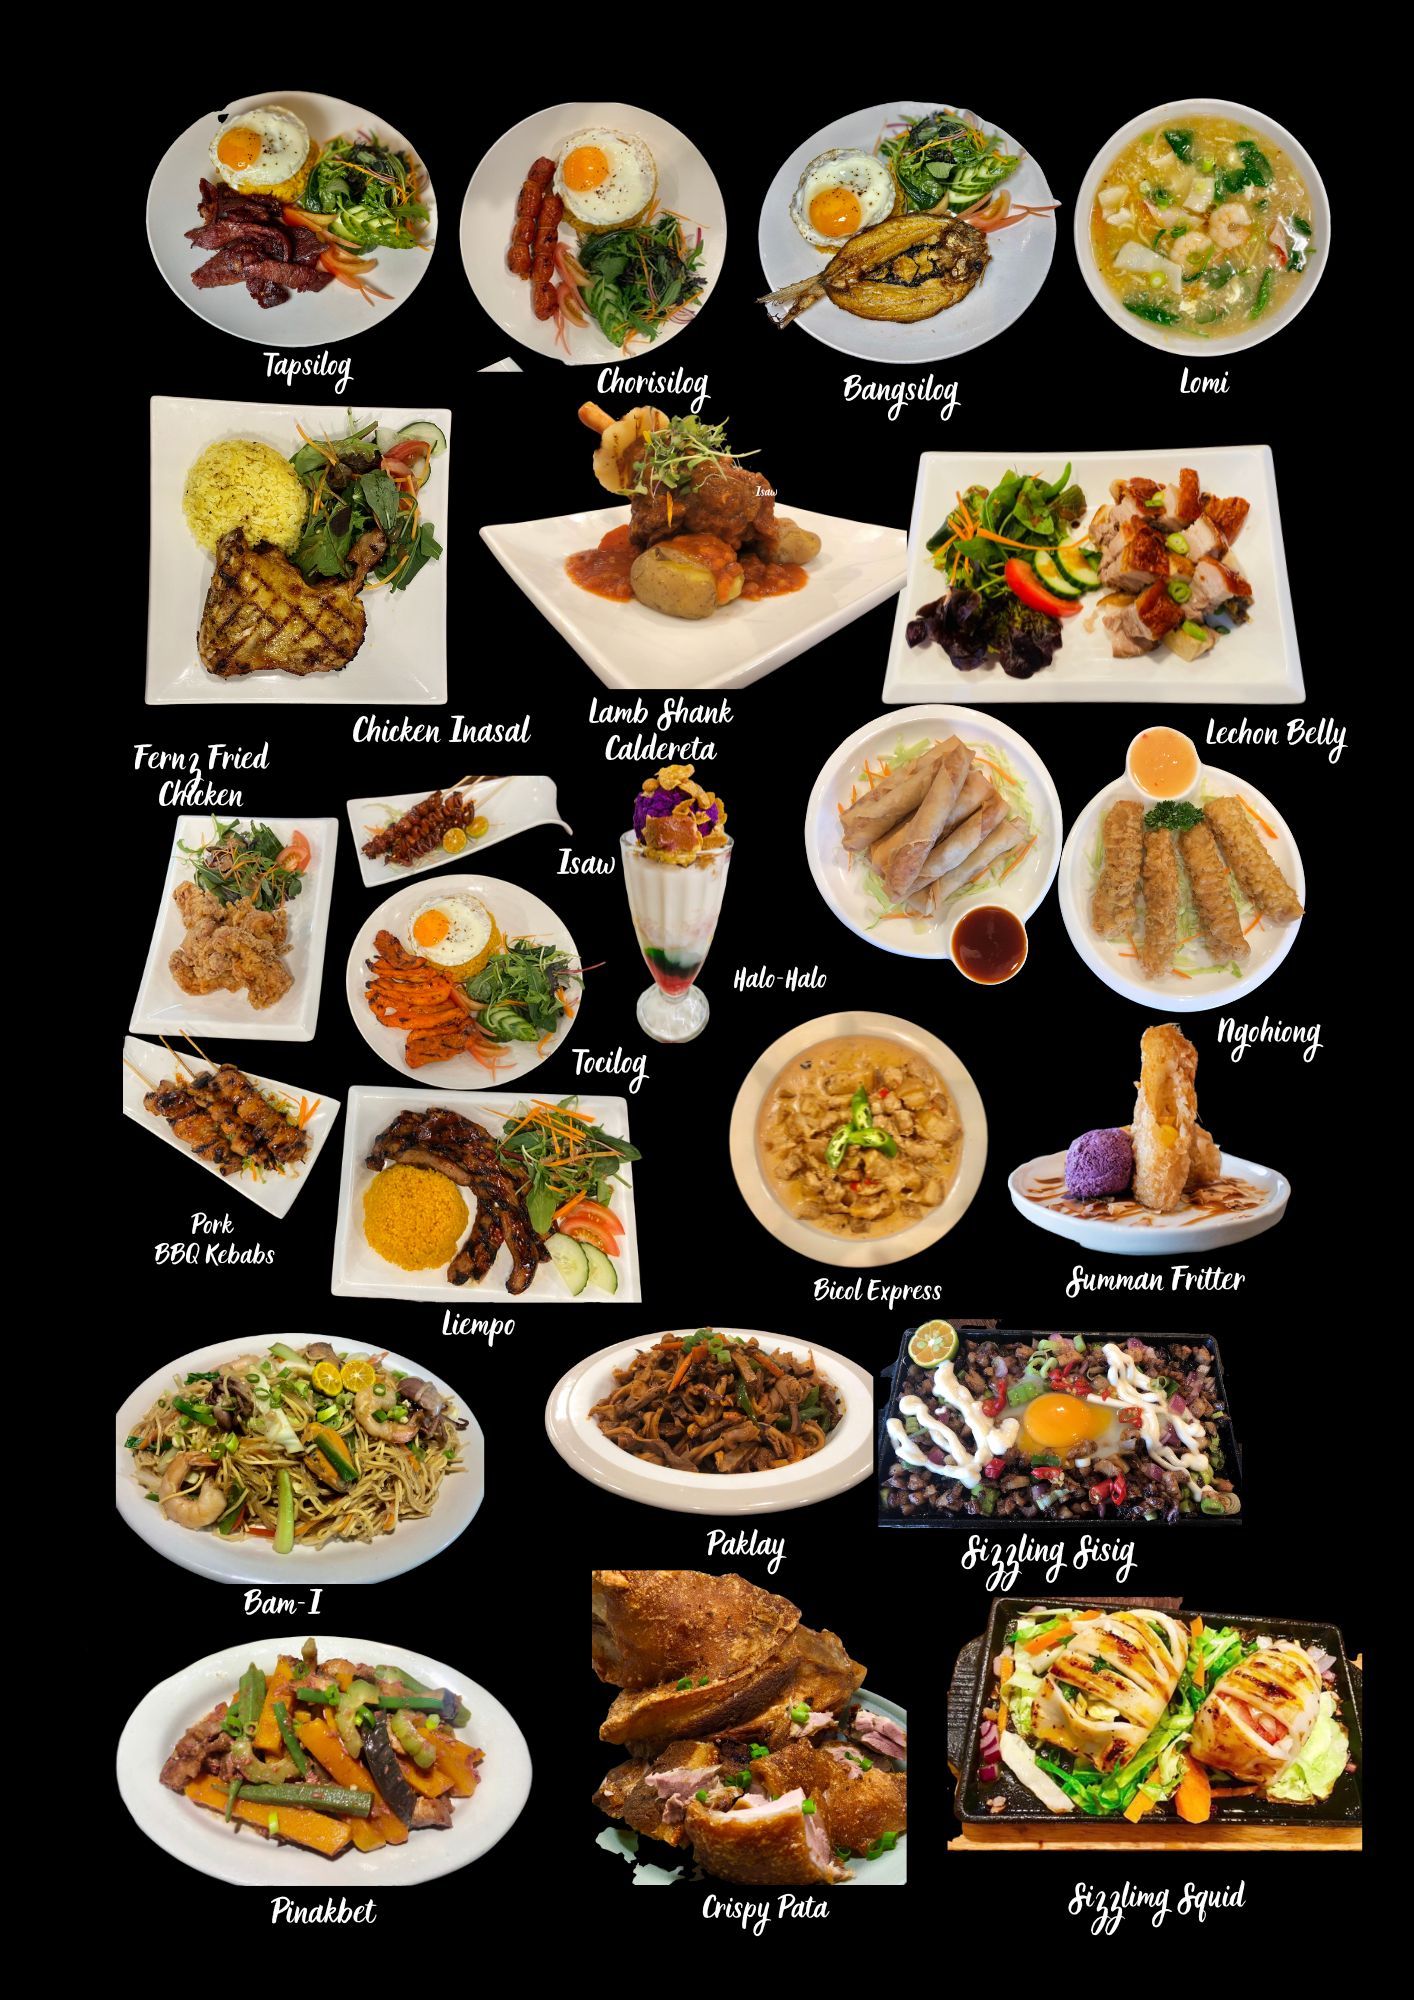 Tapsilog
Chorisilog
Bangsilog
Lomi
Isaw
Chicken Inasal
Lamb Shank
Caldereta
Lechon Belly
Fernz Fried
Chicken
Isaw
Halo-Halo
Ngohiong
Tocilog
Pork
BBQ Kebabs
Liempo
Bicol Express
Summan Fritter
Bam-I
Paklay
Sizzling Sisig
Pinakbet
Crispy Pata
Sizzlimg Squid